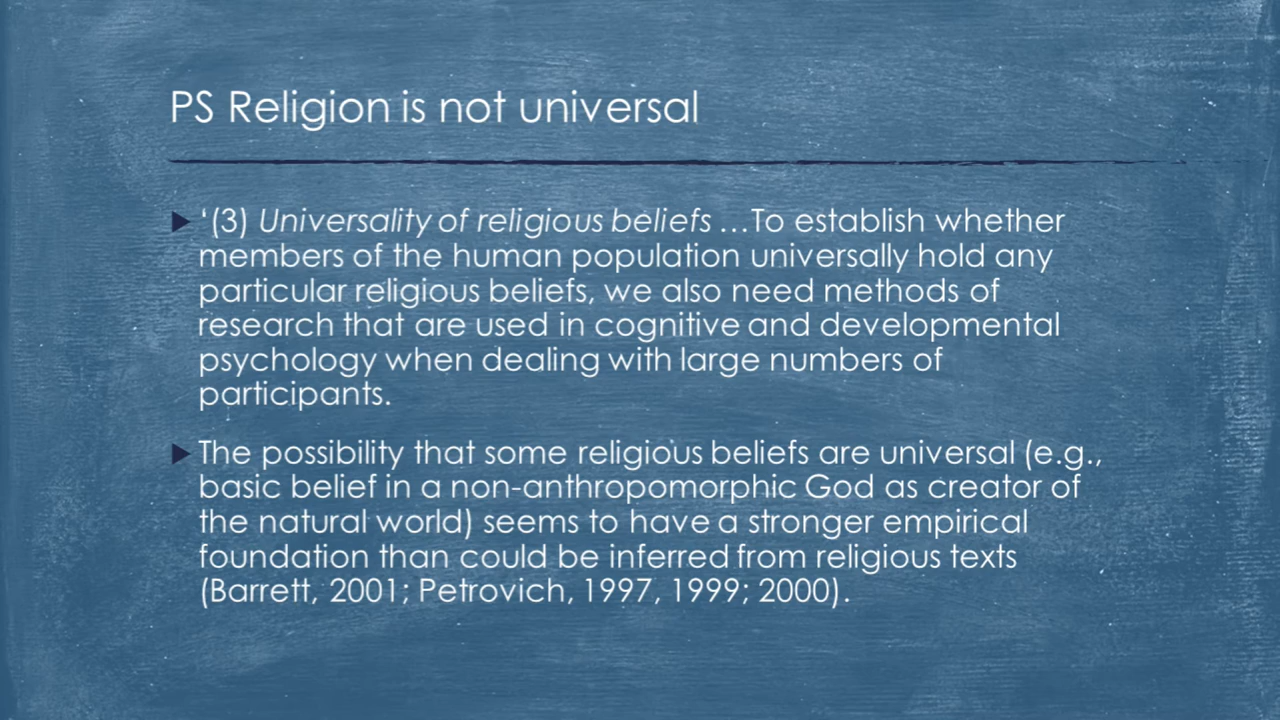 PS Religion is not universal
‘(3) Universality of religious beliefs …To establish whether
members of the human population universally hold any
particular religious beliefs, we also need methods of
research that are used in cognitive and developmental
psychology when dealing with large numbers of
participants.
The possibility that some religious beliefs are universal (e.g.,
basic belief in a non-anthropomorphic God as creator of
the natural world) seems to have a stronger empirical
foundation than could be inferred from religious texts
(Barrett, 2001; Petrovich, 1997, 1999; 2000).